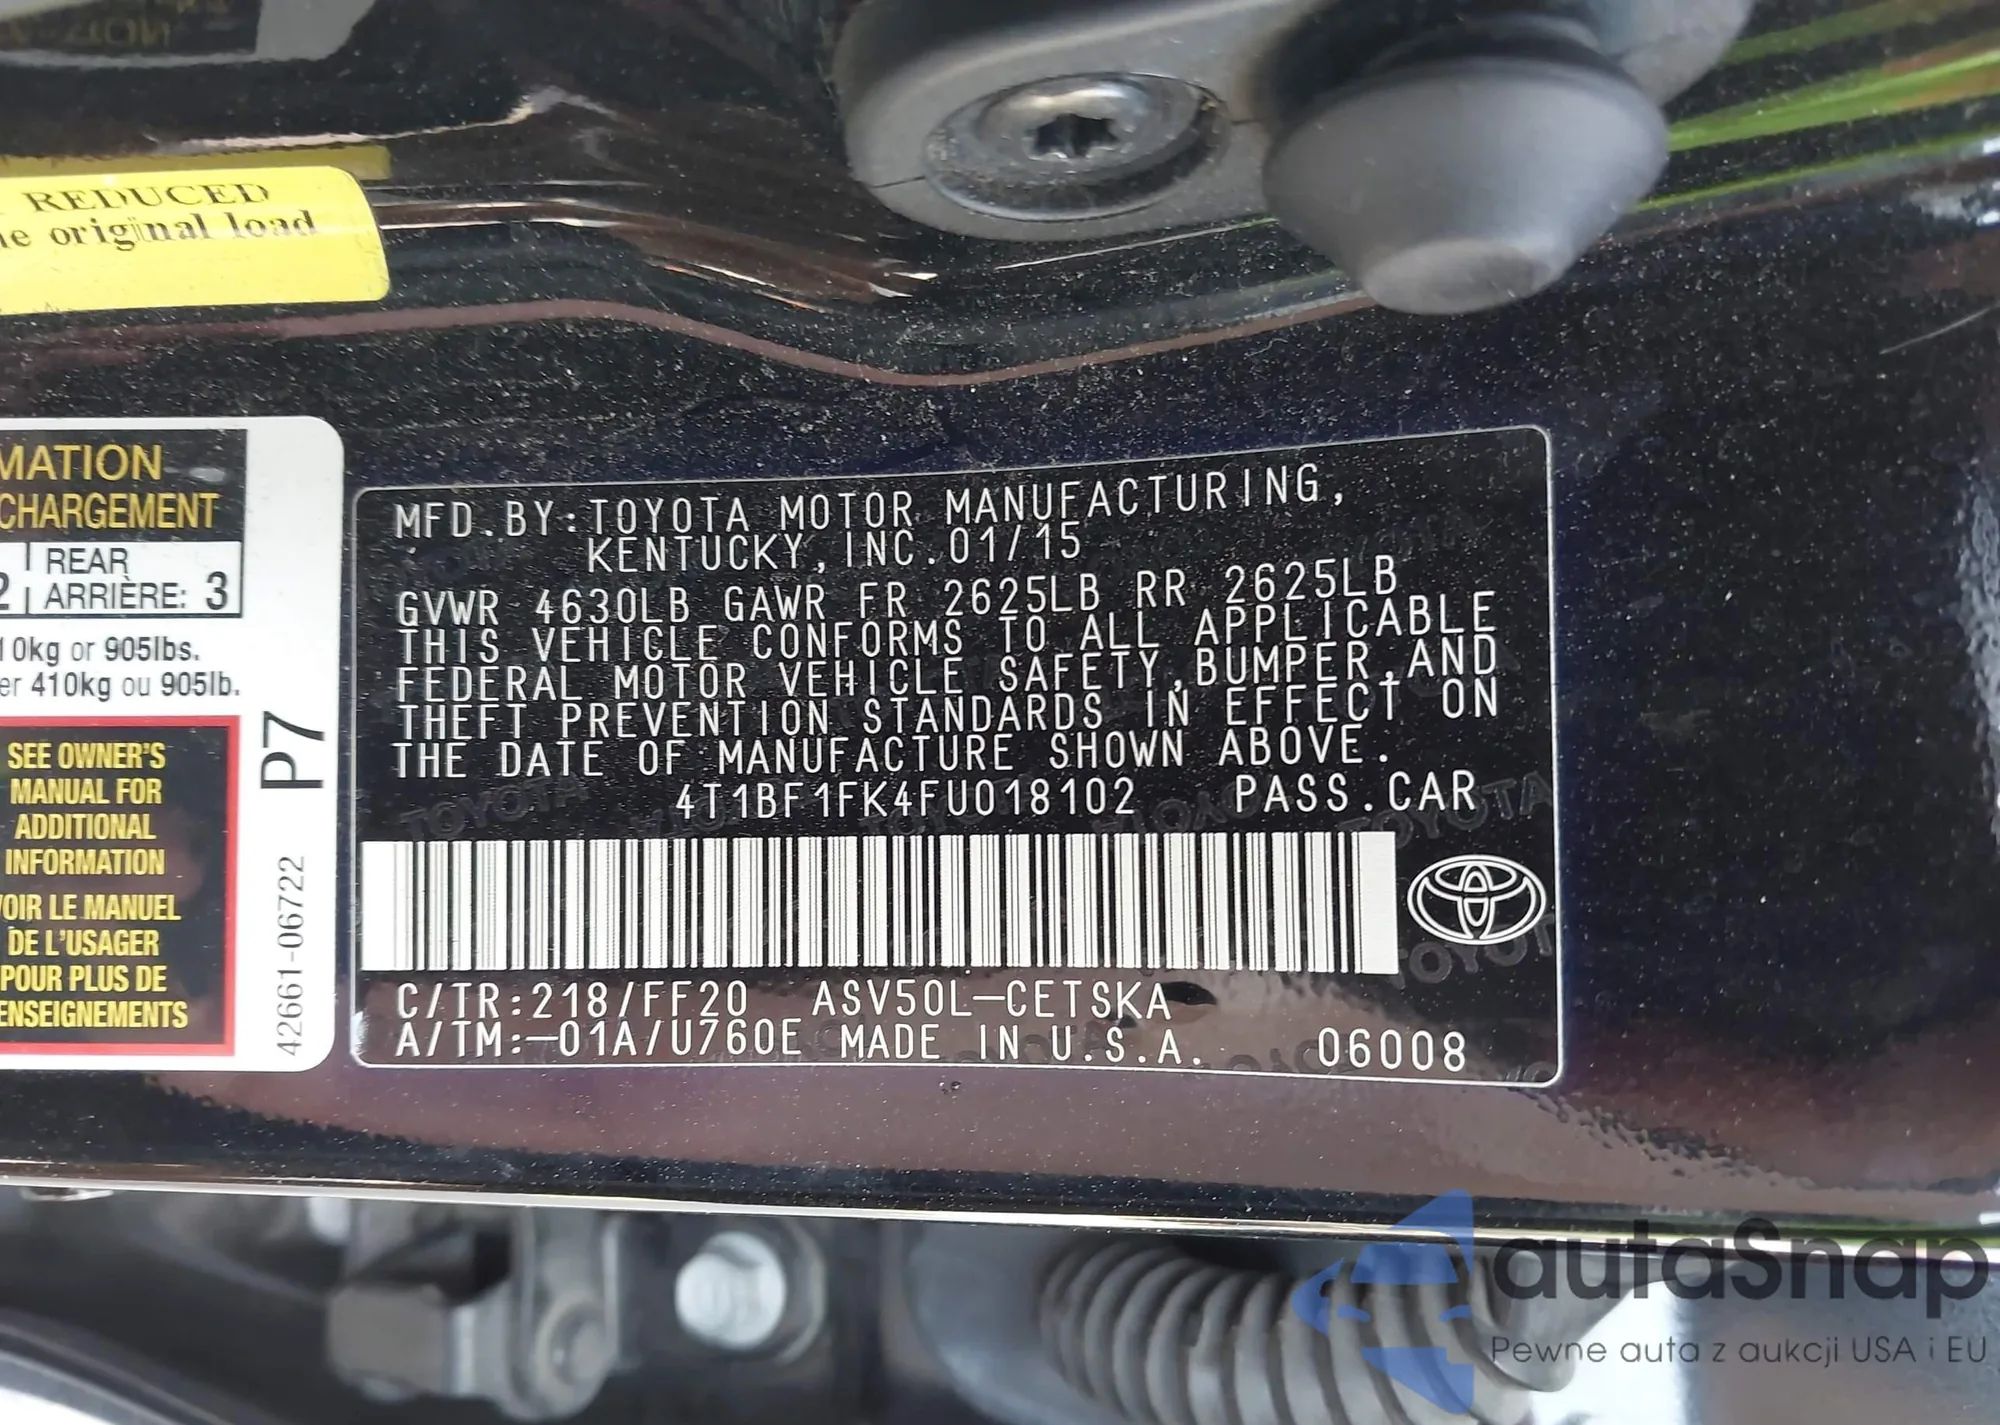 REDUCED
original load
MATION
CHARGEMENT
2 | REAR
ARRIÈRE: 3
10kg or 905lbs.
er 410kg ou 905lb.
SEE OWNER'S
MANUAL FOR
ADDITIONAL
INFORMATION
VOIR LE MANUEL
DE L'USAGER
POUR PLUS DE
ENSEIGNEMENTS
P7
42661-06722
MFD.BY:TOYOTA MOTOR MANUFACTURING,
KENTUCKY,INC.01/15
GVWR 4630LB GAWR FR 2625LB RR 2625LB
THIS VEHICLE CONFORMS TO ALL APPLICABLE
FEDERAL MOTOR VEHICLE SAFETY,BUMPER,AND
THEFT PREVENTION STANDARDS IN EFFECT ON
THE DATE OF MANUFACTURE SHOWN ABOVE.
4T1BF1FK4FU018102 PASS.CAR
C/TR:218/FF20 ASV50L-CETSKA
A/TM:-01A/U760E MADE IN U.S.A. 06008
autoSnap
Pewne auta z aukcji USA i EU